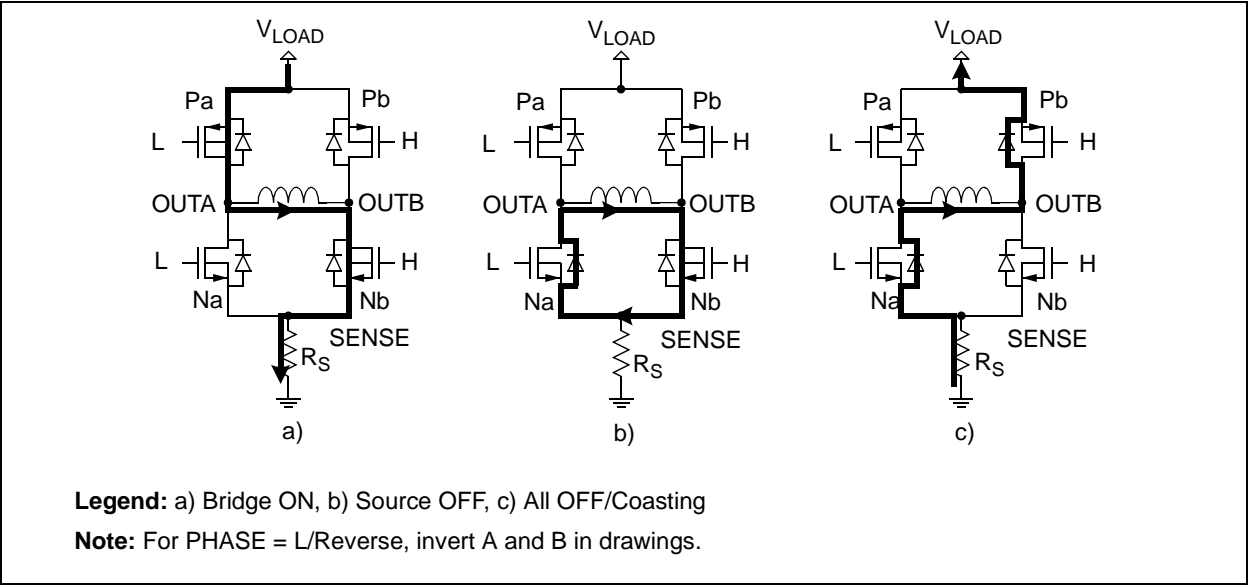 VLOAD VLOAD VLOAD
Pa Pb Pa Pb Pa Pb
L H L H L H
OUTA OUTB OUTA OUTB OUTA OUTB
L H L H L H
Na Nb Na Nb Na Nb
SENSE SENSE SENSE
RS RS RS
a) b) c)
Legend: a) Bridge ON, b) Source OFF, c) All OFF/Coasting
Note: For PHASE = L/Reverse, invert A and B in drawings.